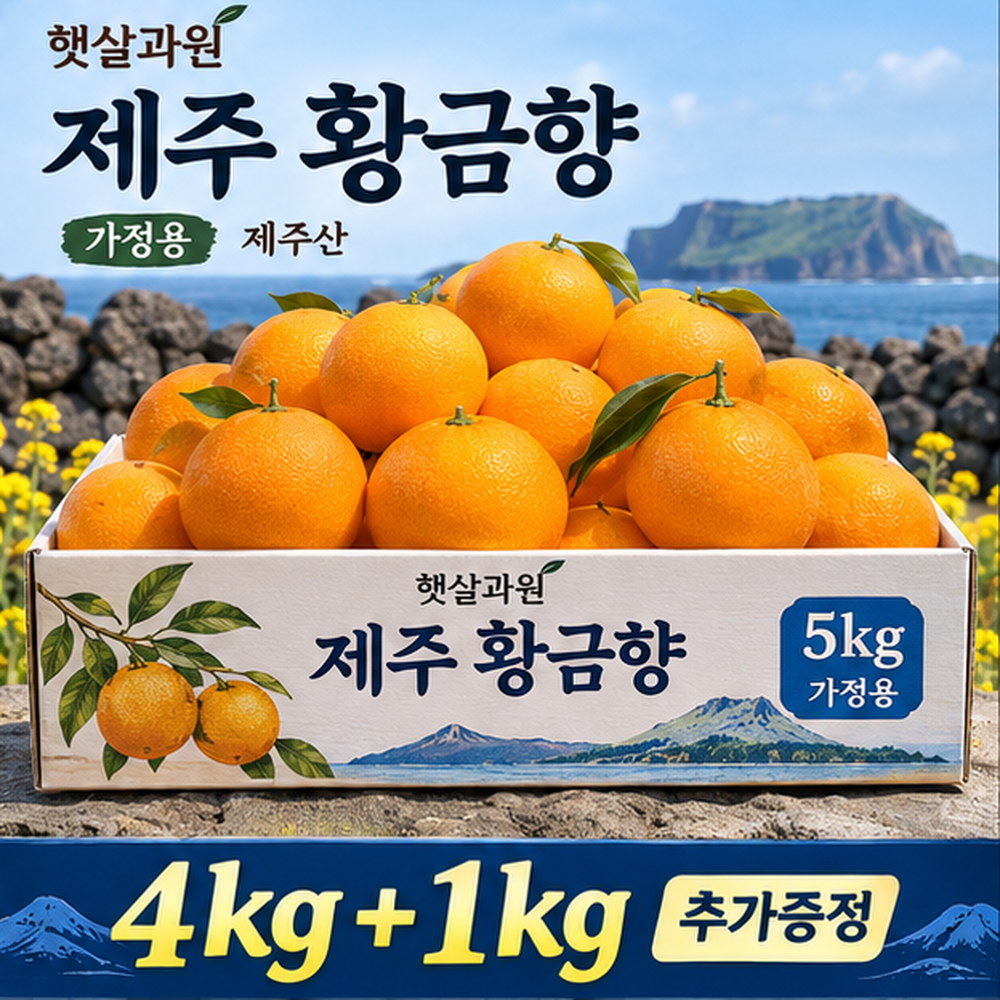 햇살과원
제주 황금향
가정용 제주산
햇살과원
제주 황금향
5kg
가정용
4kg+1kg 추가증정